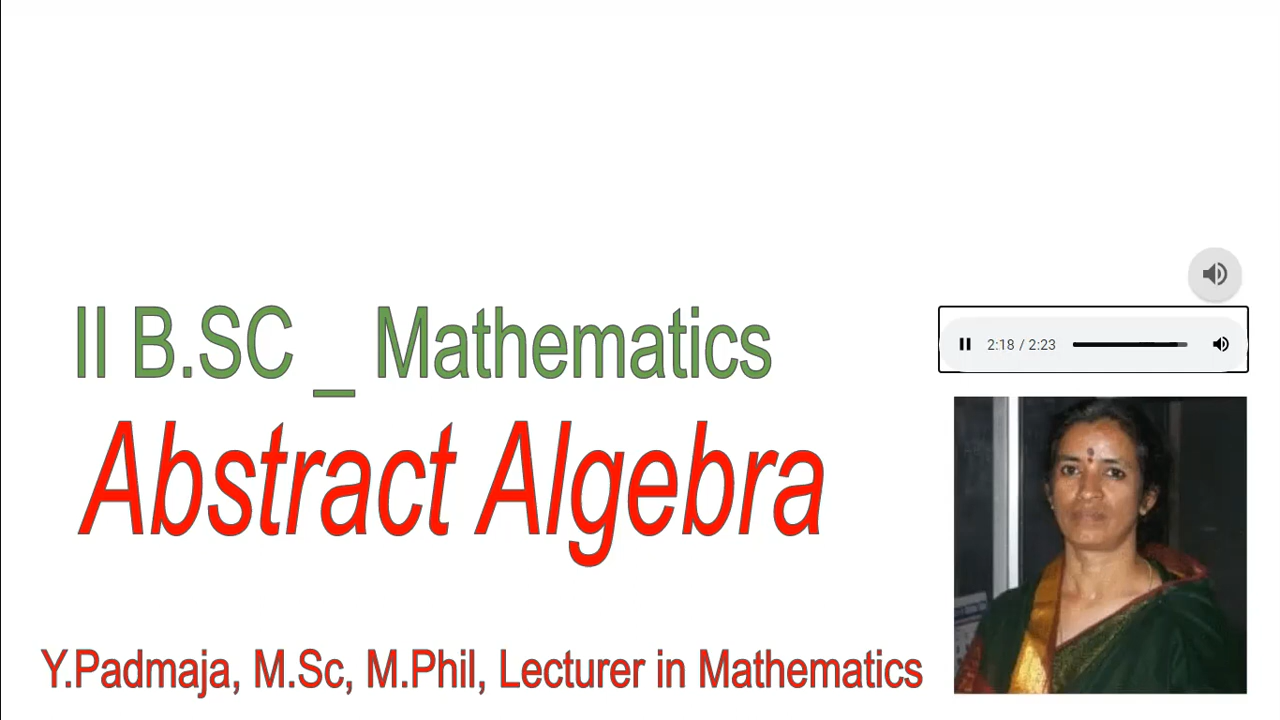 2:18 / 2:23
II B.SC _ Mathematics
Abstract Algebra
Y.Padmaja, M.Sc, M.Phil, Lecturer in Mathematics